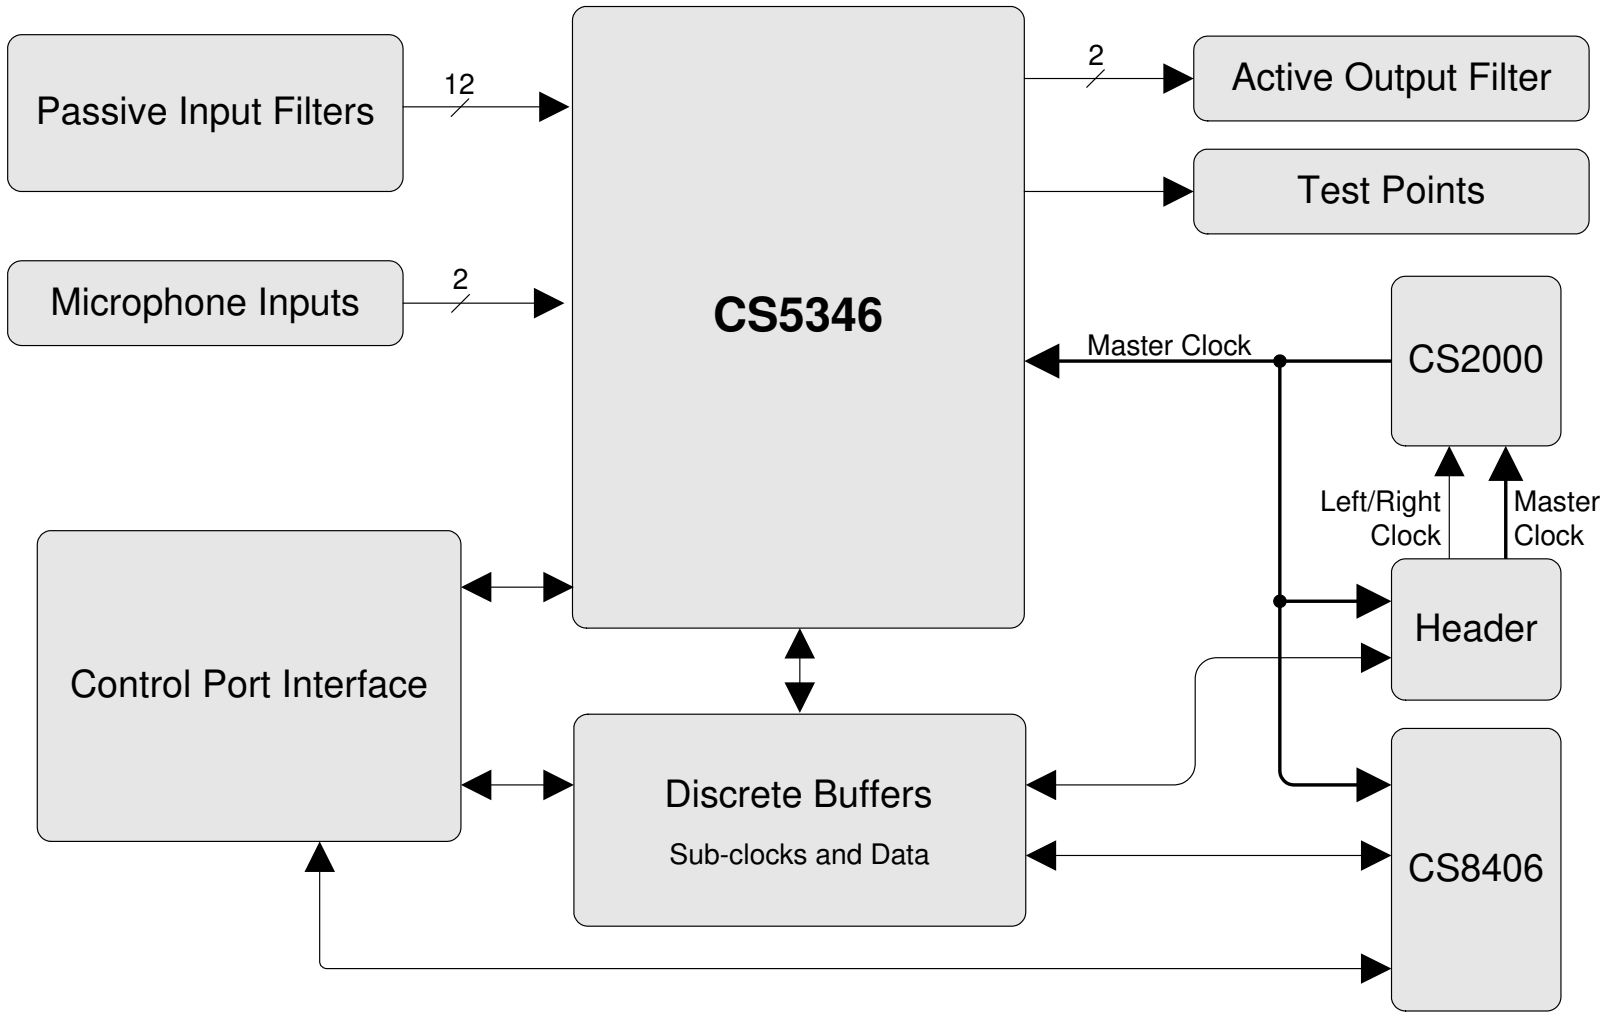 Passive Input Filters
12
CS5346
2
Active Output Filter
Test Points
Microphone Inputs
2
Master Clock
CS2000
Left/Right
Clock
Master
Clock
Header
Control Port Interface
Discrete Buffers
Sub-clocks and Data
CS8406